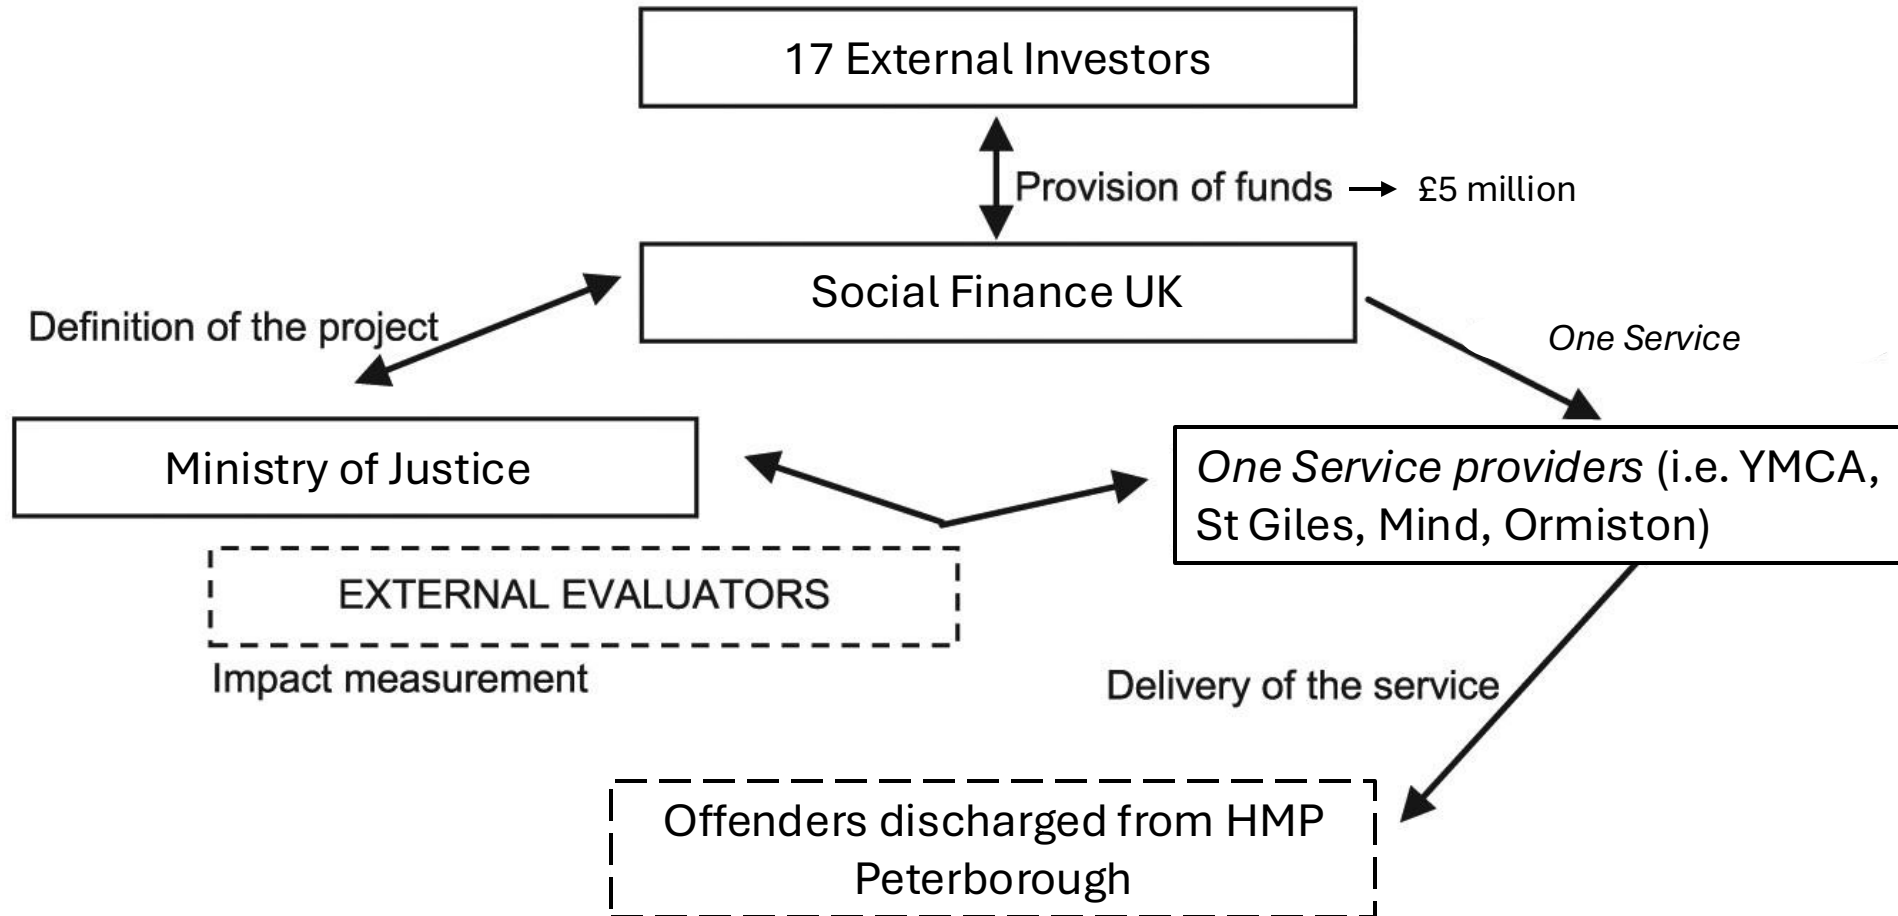 17 External Investors
Provision of funds → £5 million
Social Finance UK
Definition of the project
One Service
Ministry of Justice
One Service providers (i.e. YMCA,
St Giles, Mind, Ormiston)
EXTERNAL EVALUATORS
Impact measurement
Delivery of the service
Offenders discharged from HMP
Peterborough